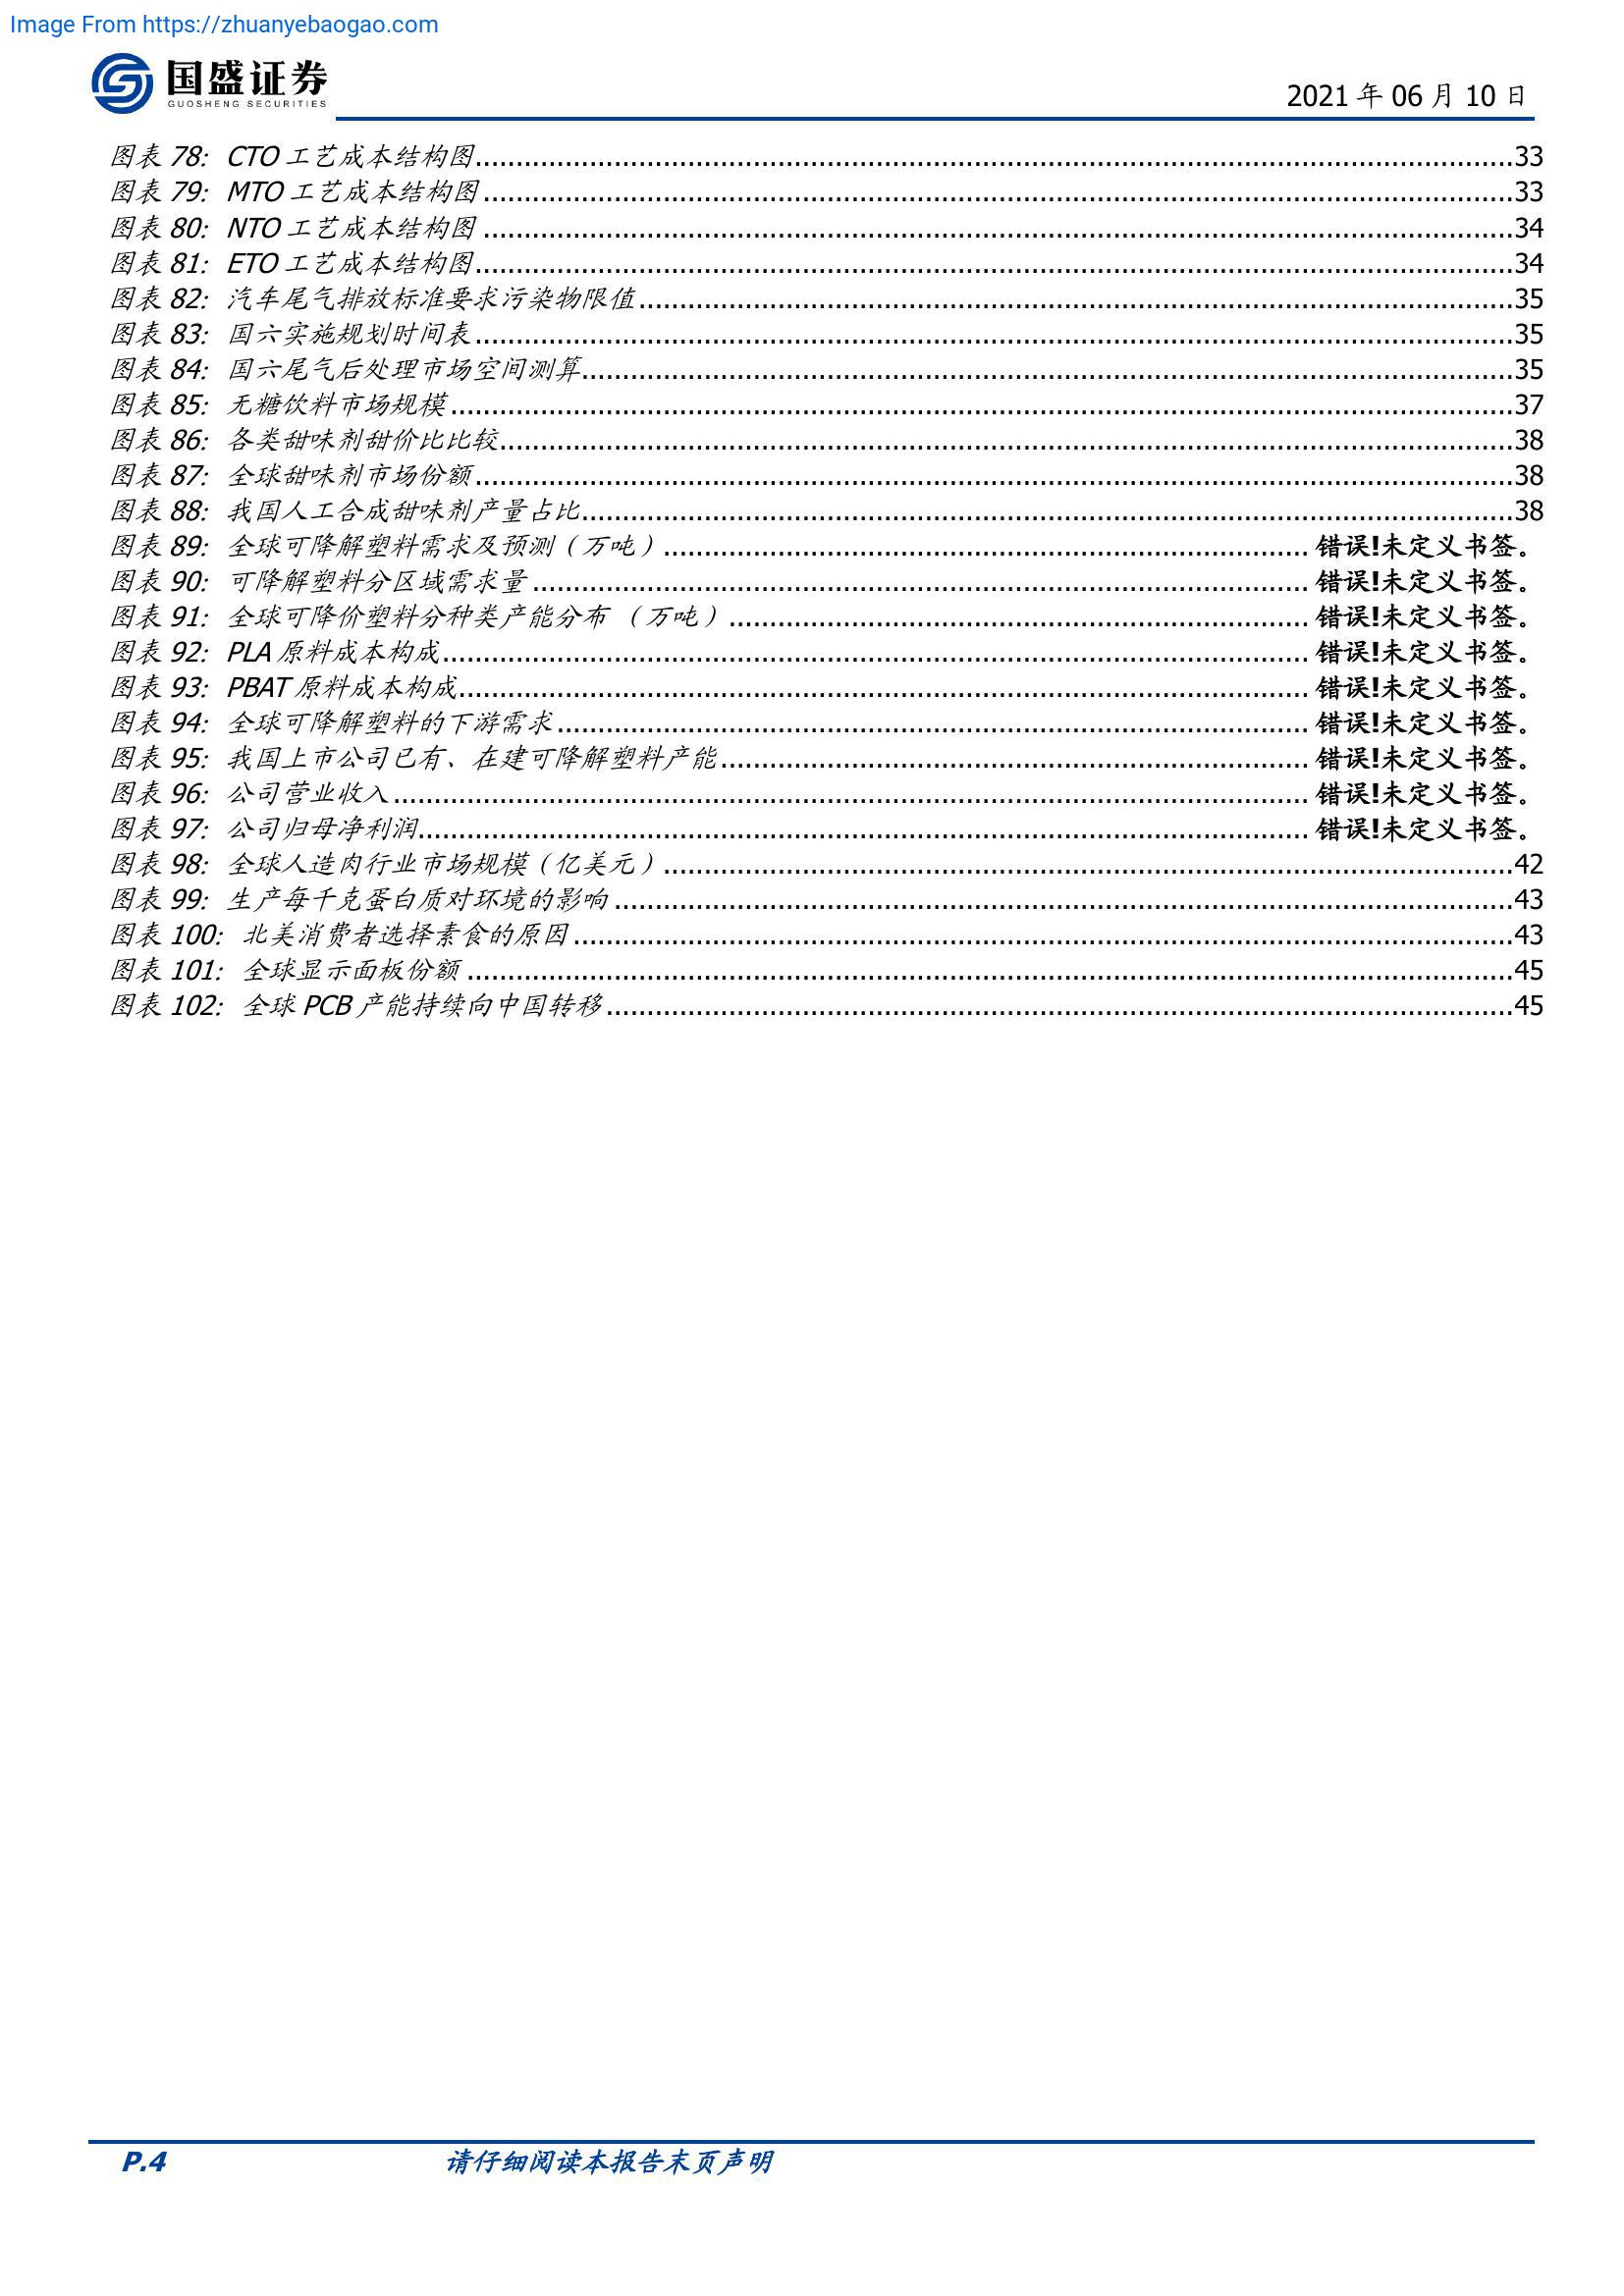 Image From https://zhuanyebaogao.com
国盛证券
GUOSHENG SECURITIES
2021 年 06 月 10 日
图表 78: CTO 工艺成本结构图 33
图表 79: MTO 工艺成本结构图 33
图表 80: NTO 工艺成本结构图 34
图表 81: ETO 工艺成本结构图 34
图表 82: 汽车尾气排放标准要求污染物限值 35
图表 83: 国六实施规划时间表 35
图表 84: 国六尾气后处理市场空间测算 35
图表 85: 无糖饮料市场规模 37
图表 86: 各类甜味剂甜价比比较 38
图表 87: 全球甜味剂市场份额 38
图表 88: 我国人工合成甜味剂产量占比 38
图表 89: 全球可降解塑料需求及预测（万吨） 错误!未定义书签。
图表 90: 可降解塑料分区域需求量 错误!未定义书签。
图表 91: 全球可降价塑料分种类产能分布 （万吨） 错误!未定义书签。
图表 92: PLA 原料成本构成 错误!未定义书签。
图表 93: PBAT 原料成本构成 错误!未定义书签。
图表 94: 全球可降解塑料的下游需求 错误!未定义书签。
图表 95: 我国上市公司已有、在建可降解塑料产能 错误!未定义书签。
图表 96: 公司营业收入 错误!未定义书签。
图表 97: 公司归母净利润 错误!未定义书签。
图表 98: 全球人造肉行业市场规模（亿美元） 42
图表 99: 生产每千克蛋白质对环境的影响 43
图表 100: 北美消费者选择素食的原因 43
图表 101: 全球显示面板份额 45
图表 102: 全球 PCB 产能持续向中国转移 45
P.4 请仔细阅读本报告末页声明